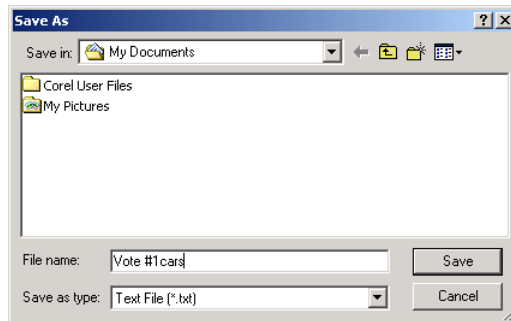 Save As
Save in: My Documents
Corel User Files
My Pictures
File name: Vote #1cars Save
Save as type: Text File (*.txt) Cancel